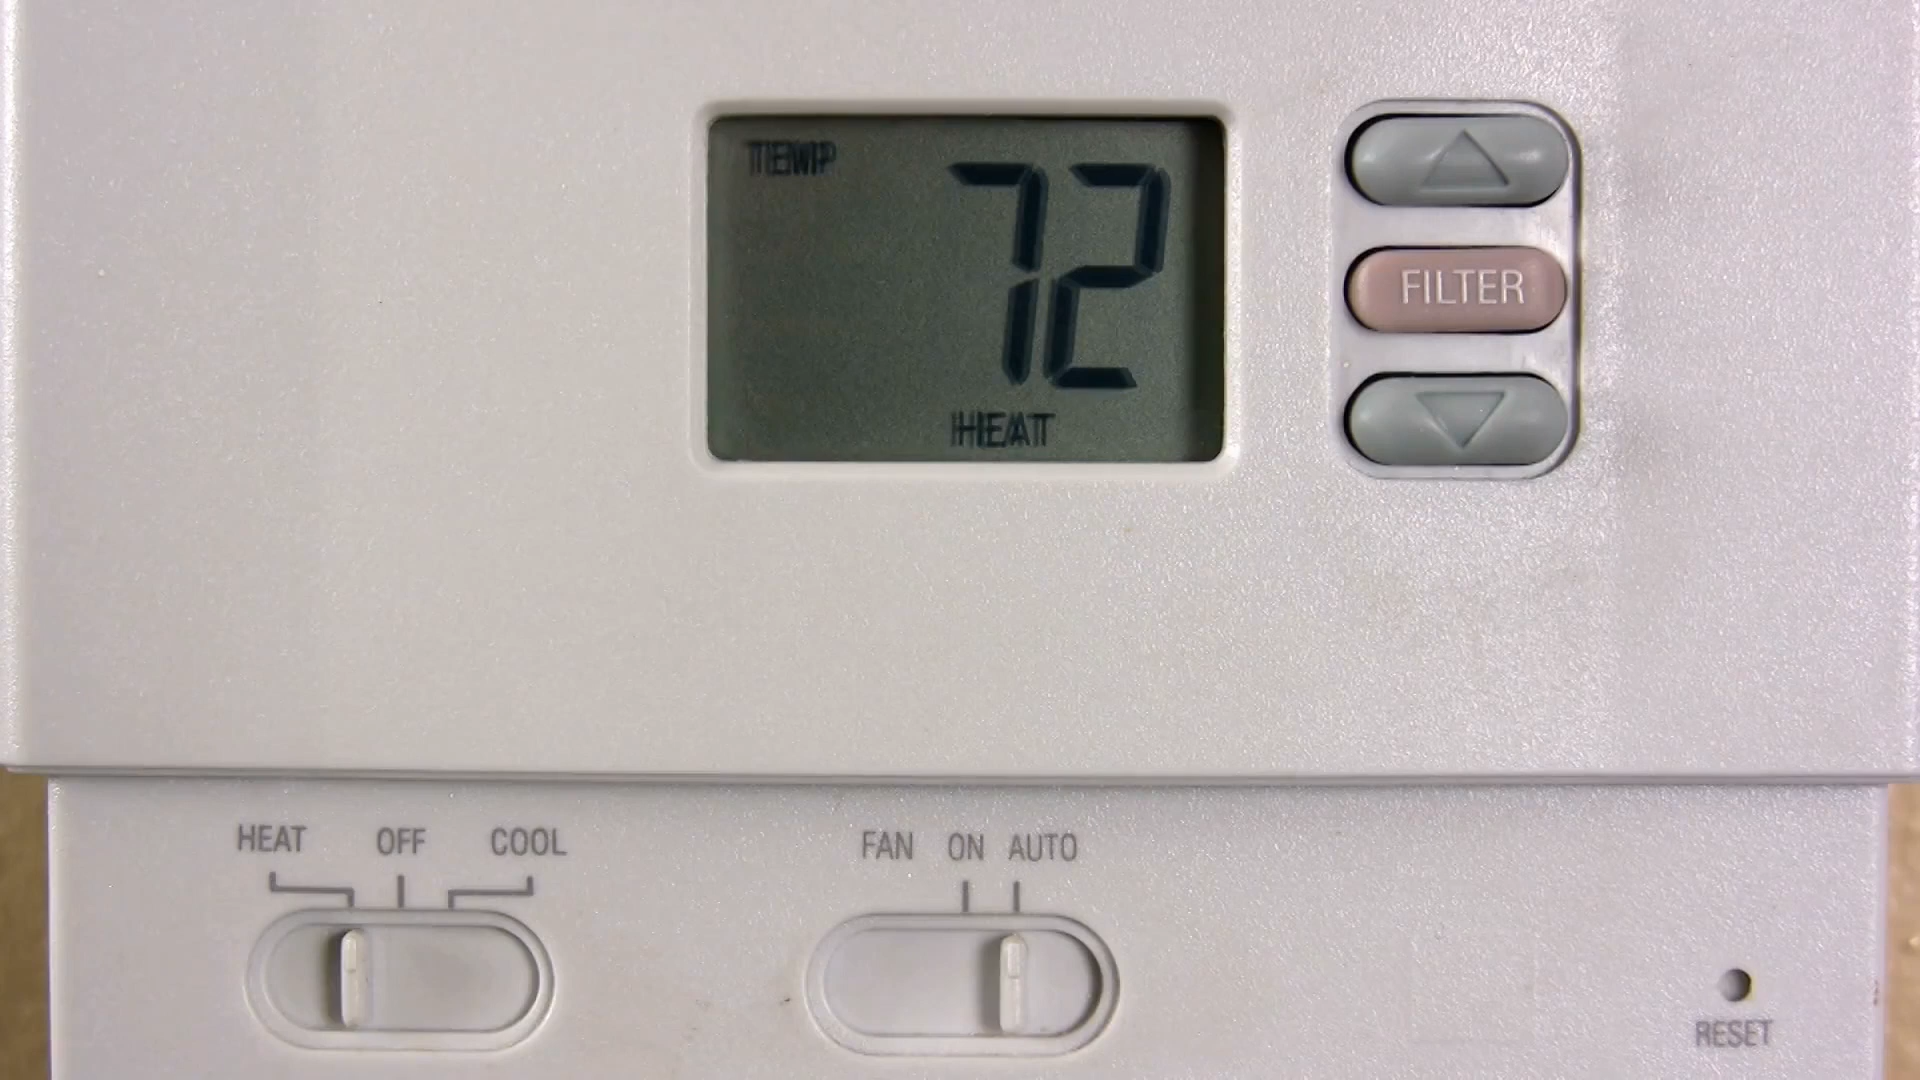 TEMP
72
HEAT
FILTER
HEAT OFF COOL
FAN ON AUTO
RESET